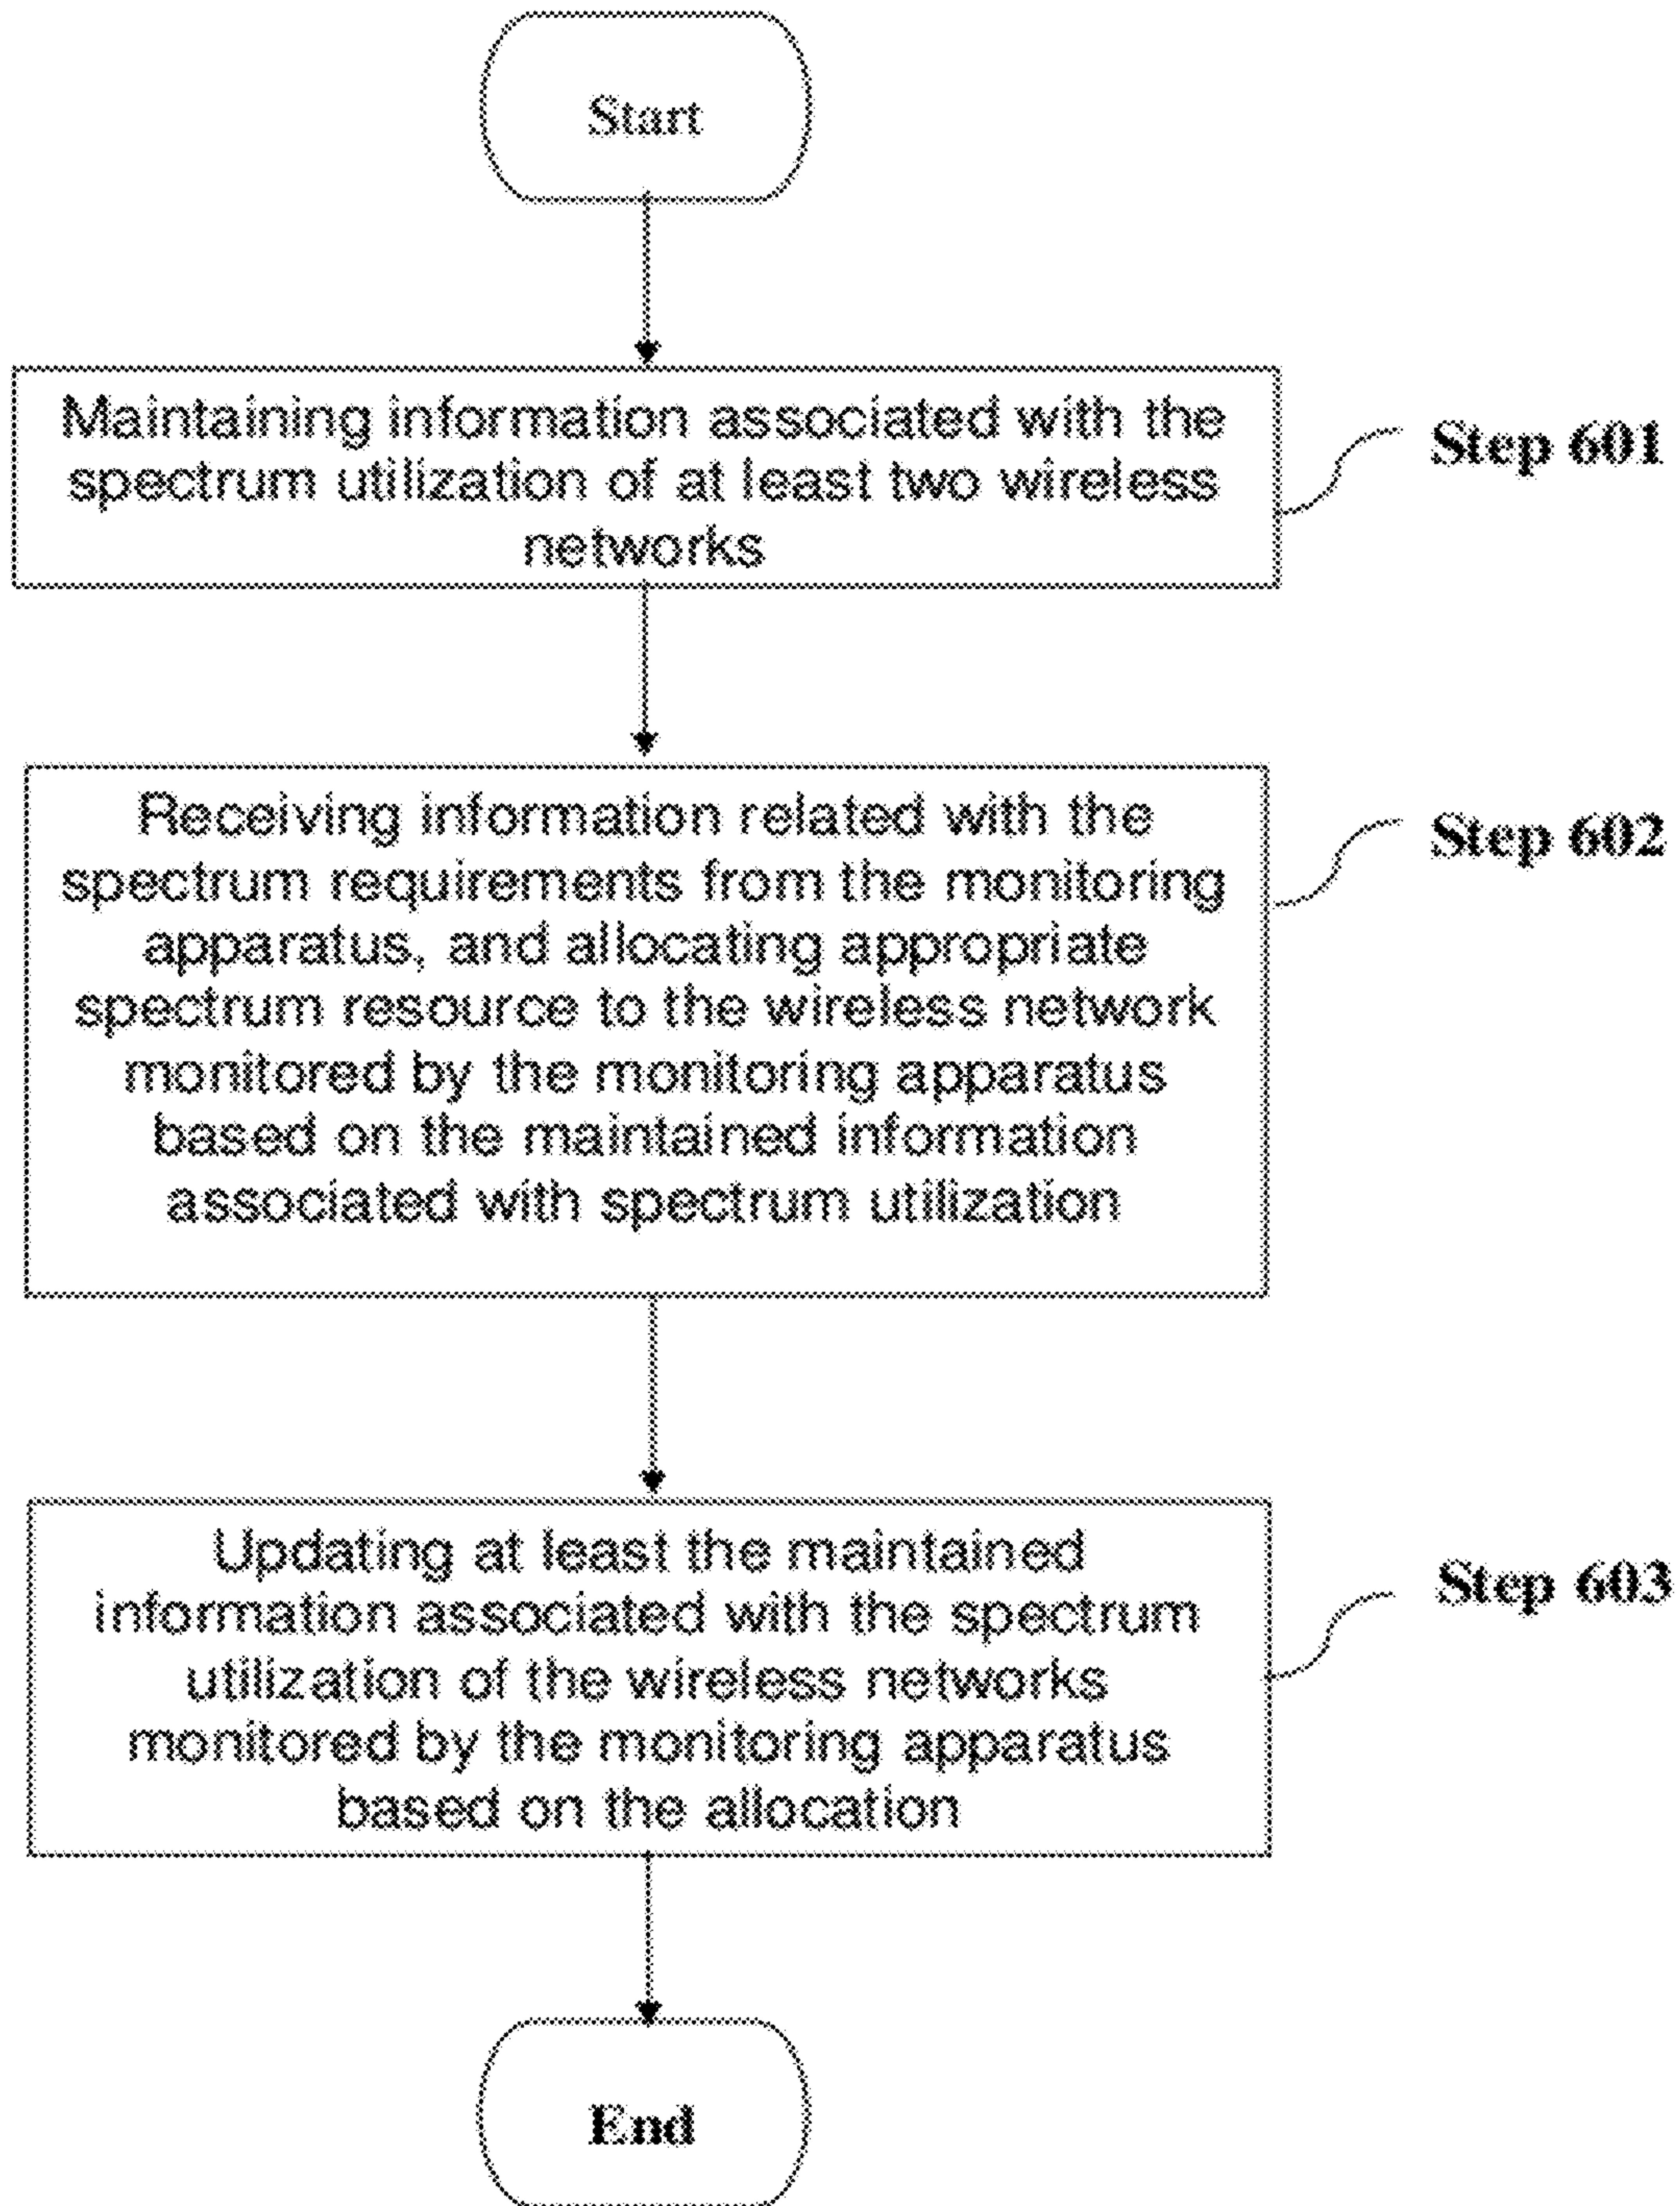 Start
Maintaining information associated with the
spectrum utilization of at least two wireless
networks
Step 601
Receiving information related with the
spectrum requirements from the monitoring
apparatus, and allocating appropriate
spectrum resource to the wireless network
monitored by the monitoring apparatus
based on the maintained information
associated with spectrum utilization
Step 602
Updating at least the maintained
information associated with the spectrum
utilization of the wireless networks
monitored by the monitoring apparatus
based on the allocation
Step 603
End